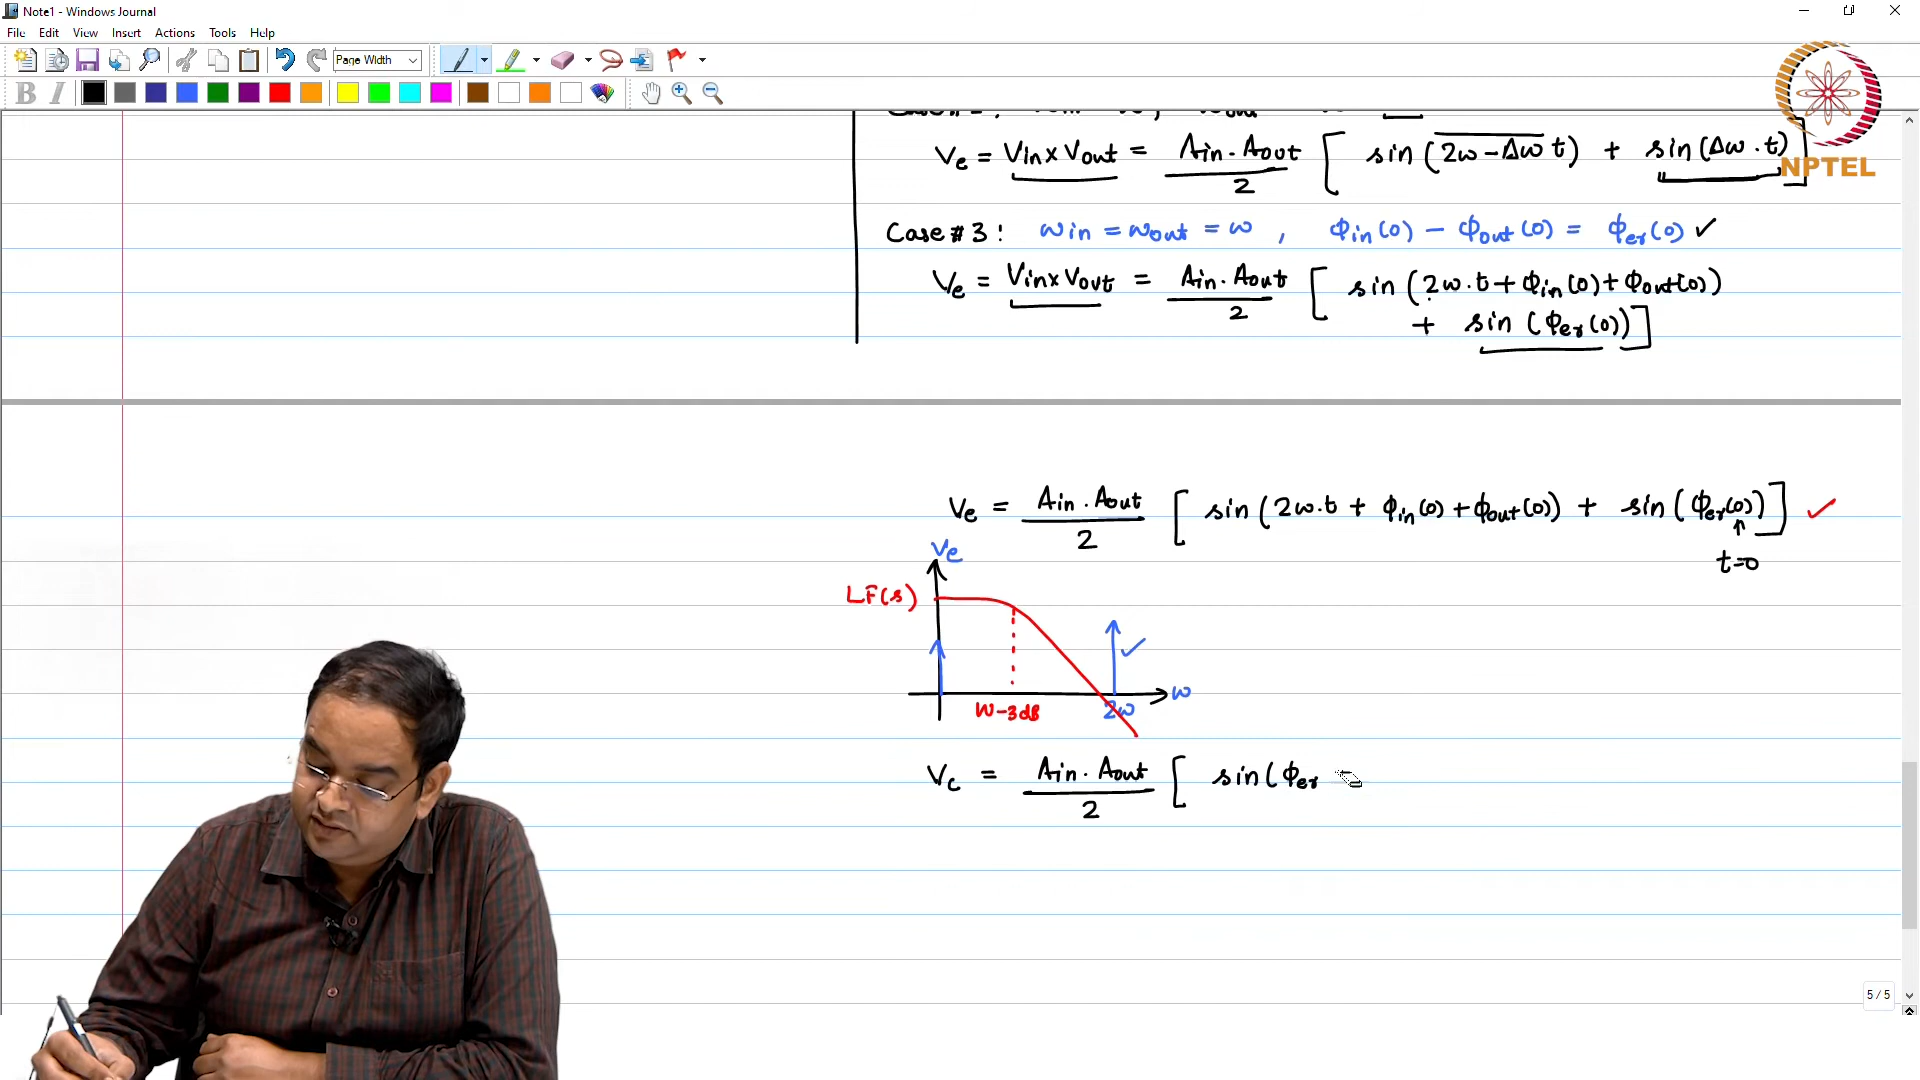 Note1 - Windows Journal
File Edit View Insert Actions Tools Help
Page Width
NPTEL
Ve = Vin x Vout = Ain . Aout / 2 [ sin (2ω - Δω t) + sin (Δω . t) ]
Case # 3 : ωin = ωout = ω , Φin(0) - Φout(0) = Φer(0) ✓
Ve = Vin x Vout = Ain . Aout / 2 [ sin (2ω.t + Φin(0) + Φout(0))
+ sin (Φer(0)) ]
Ve = Ain . Aout / 2 [ sin (2ω.t + Φin(0) + Φout(0)) + sin (Φer(0)) ] ✓
↑
t=0
Ve
LF(s)
✓
ω
ω-3dB
2ω
Vc = Ain . Aout / 2 [ sin (Φer
5 / 5